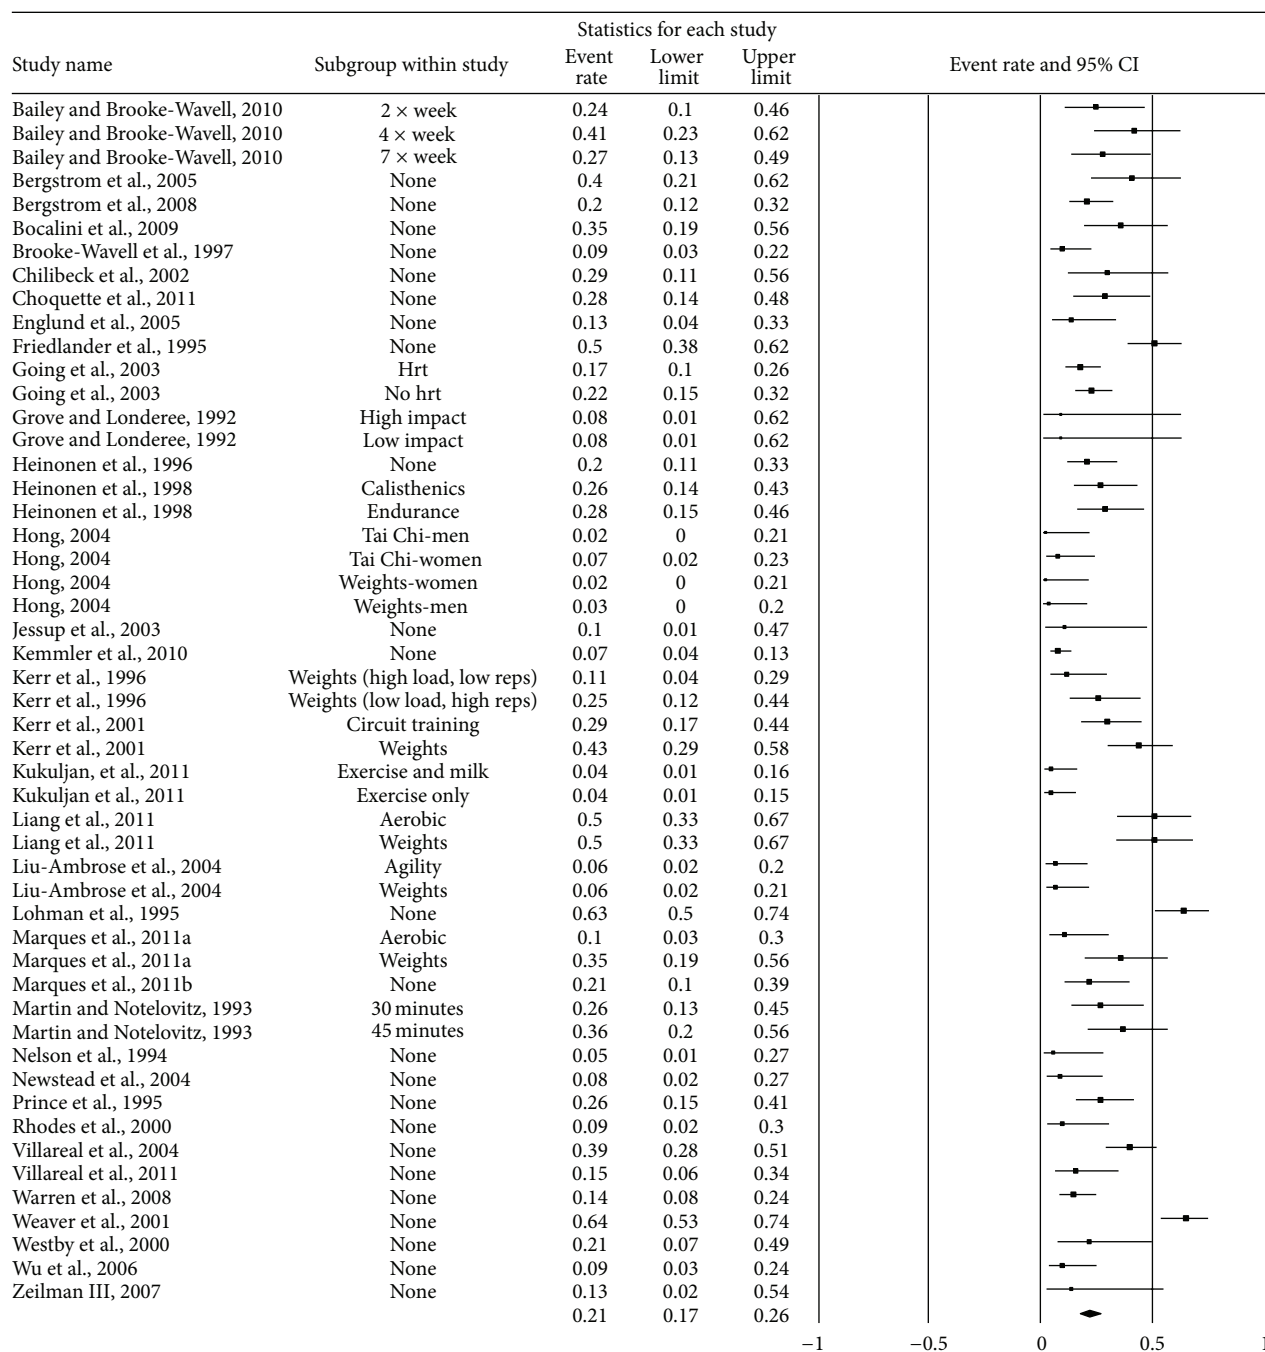 Statistics for each study
Study name Subgroup within study Event rate Lower limit Upper limit Event rate and 95% CI
Bailey and Brooke-Wavell, 2010 2 × week 0.24 0.1 0.46
Bailey and Brooke-Wavell, 2010 4 × week 0.41 0.23 0.62
Bailey and Brooke-Wavell, 2010 7 × week 0.27 0.13 0.49
Bergstrom et al., 2005 None 0.4 0.21 0.62
Bergstrom et al., 2008 None 0.2 0.12 0.32
Bocalini et al., 2009 None 0.35 0.19 0.56
Brooke-Wavell et al., 1997 None 0.09 0.03 0.22
Chilibeck et al., 2002 None 0.29 0.11 0.56
Choquette et al., 2011 None 0.28 0.14 0.48
Englund et al., 2005 None 0.13 0.04 0.33
Friedlander et al., 1995 None 0.5 0.38 0.62
Going et al., 2003 Hrt 0.17 0.1 0.26
Going et al., 2003 No hrt 0.22 0.15 0.32
Grove and Londeree, 1992 High impact 0.08 0.01 0.62
Grove and Londeree, 1992 Low impact 0.08 0.01 0.62
Heinonen et al., 1996 None 0.2 0.11 0.33
Heinonen et al., 1998 Calisthenics 0.26 0.14 0.43
Heinonen et al., 1998 Endurance 0.28 0.15 0.46
Hong, 2004 Tai Chi-men 0.02 0 0.21
Hong, 2004 Tai Chi-women 0.07 0.02 0.23
Hong, 2004 Weights-women 0.02 0 0.21
Hong, 2004 Weights-men 0.03 0 0.2
Jessup et al., 2003 None 0.1 0.01 0.47
Kemmler et al., 2010 None 0.07 0.04 0.13
Kerr et al., 1996 Weights (high load, low reps) 0.11 0.04 0.29
Kerr et al., 1996 Weights (low load, high reps) 0.25 0.12 0.44
Kerr et al., 2001 Circuit training 0.29 0.17 0.44
Kerr et al., 2001 Weights 0.43 0.29 0.58
Kukuljan, et al., 2011 Exercise and milk 0.04 0.01 0.16
Kukuljan et al., 2011 Exercise only 0.04 0.01 0.15
Liang et al., 2011 Aerobic 0.5 0.33 0.67
Liang et al., 2011 Weights 0.5 0.33 0.67
Liu-Ambrose et al., 2004 Agility 0.06 0.02 0.2
Liu-Ambrose et al., 2004 Weights 0.06 0.02 0.21
Lohman et al., 1995 None 0.63 0.5 0.74
Marques et al., 2011a Aerobic 0.1 0.03 0.3
Marques et al., 2011a Weights 0.35 0.19 0.56
Marques et al., 2011b None 0.21 0.1 0.39
Martin and Notelovitz, 1993 30 minutes 0.26 0.13 0.45
Martin and Notelovitz, 1993 45 minutes 0.36 0.2 0.56
Nelson et al., 1994 None 0.05 0.01 0.27
Newstead et al., 2004 None 0.08 0.02 0.27
Prince et al., 1995 None 0.26 0.15 0.41
Rhodes et al., 2000 None 0.09 0.02 0.3
Villareal et al., 2004 None 0.39 0.28 0.51
Villareal et al., 2011 None 0.15 0.06 0.34
Warren et al., 2008 None 0.14 0.08 0.24
Weaver et al., 2001 None 0.64 0.53 0.74
Westby et al., 2000 None 0.21 0.07 0.49
Wu et al., 2006 None 0.09 0.03 0.24
Zeilman III, 2007 None 0.13 0.02 0.54
0.21 0.17 0.26
−1 −0.5 0 0.5 1